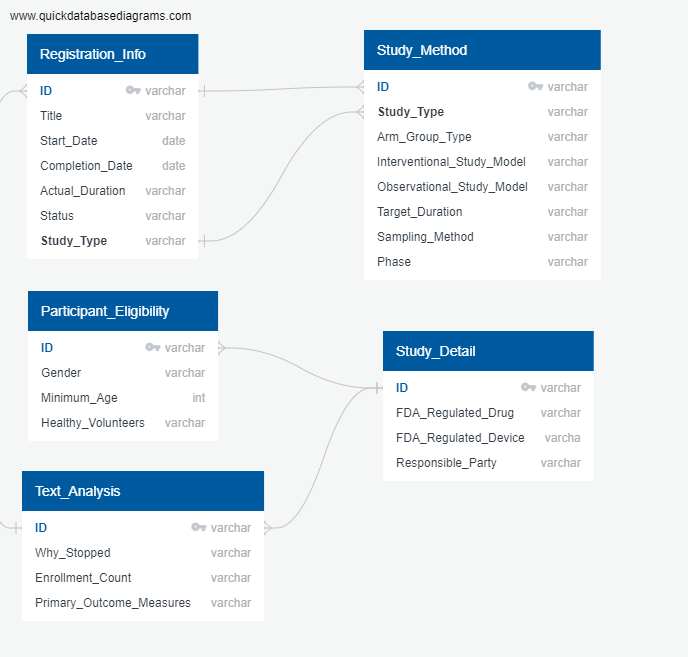 www.quickdatabasediagrams.com
Registration_Info
ID varchar
Title varchar
Start_Date date
Completion_Date date
Actual_Duration varchar
Status varchar
Study_Type varchar
Study_Method
ID varchar
Study_Type varchar
Arm_Group_Type varchar
Interventional_Study_Model varchar
Observational_Study_Model varchar
Target_Duration varchar
Sampling_Method varchar
Phase varchar
Participant_Eligibility
ID varchar
Gender varchar
Minimum_Age int
Healthy_Volunteers varchar
Study_Detail
ID varchar
FDA_Regulated_Drug varchar
FDA_Regulated_Device varcha
Responsible_Party varchar
Text_Analysis
ID varchar
Why_Stopped varchar
Enrollment_Count varchar
Primary_Outcome_Measures varchar